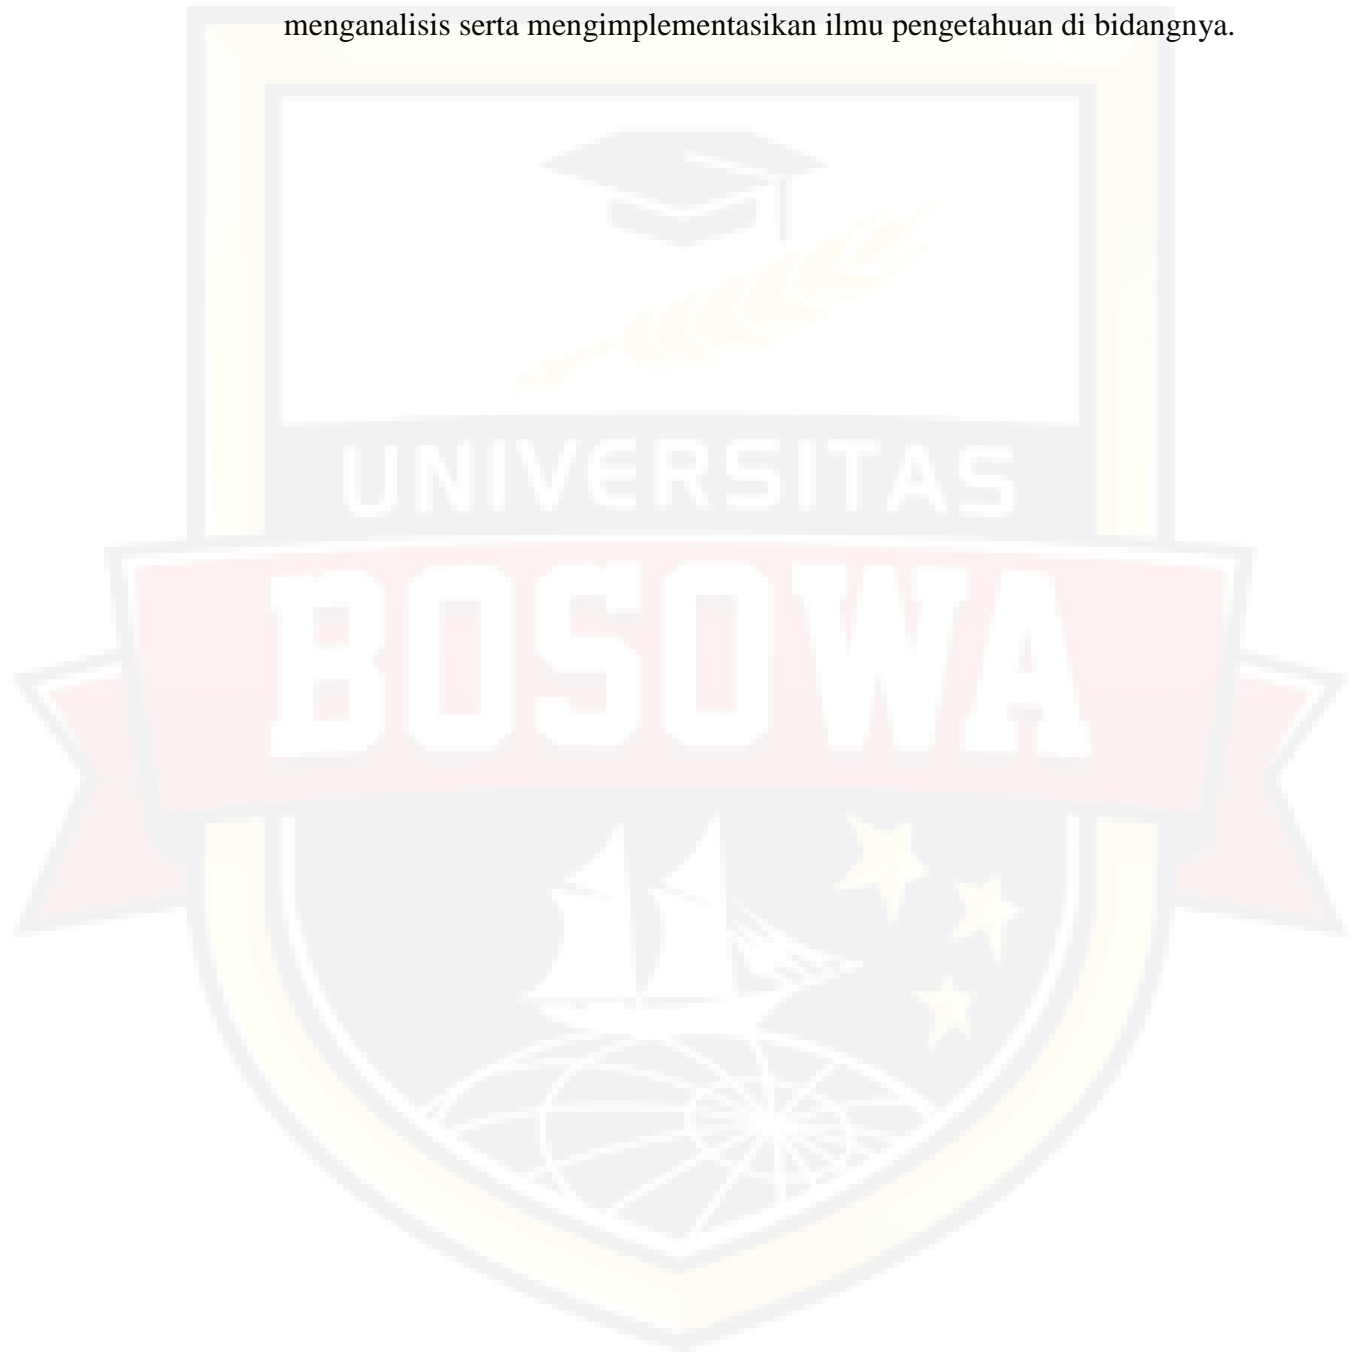 menganalisis serta mengimplementasikan ilmu pengetahuan di bidangnya.
UNIVERSITAS
BOSOWA